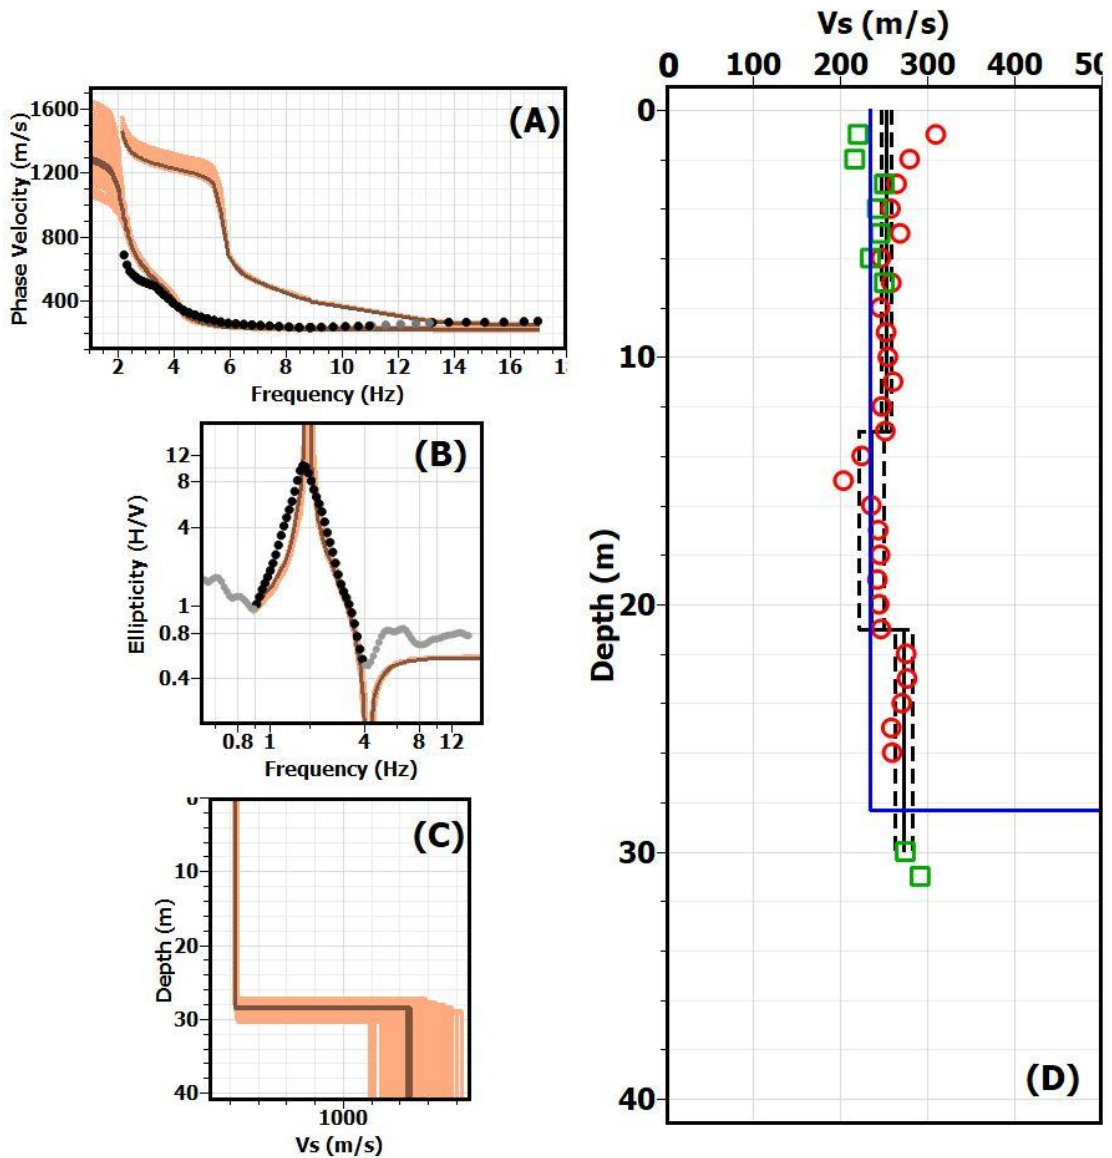 1600
1200
800
400
Phase Velocity (m/s)
(A)
2 4 6 8 10 12 14 16
Frequency (Hz)
12
8
4
1
0.8
0.4
Ellipticity (H/V)
(B)
0.8 1 4 8 12
Frequency (Hz)
10
20
30
40
Depth (m)
(C)
1000
Vs (m/s)
Vs (m/s)
0 100 200 300 400
0
10
20
30
40
Depth (m)
(D)